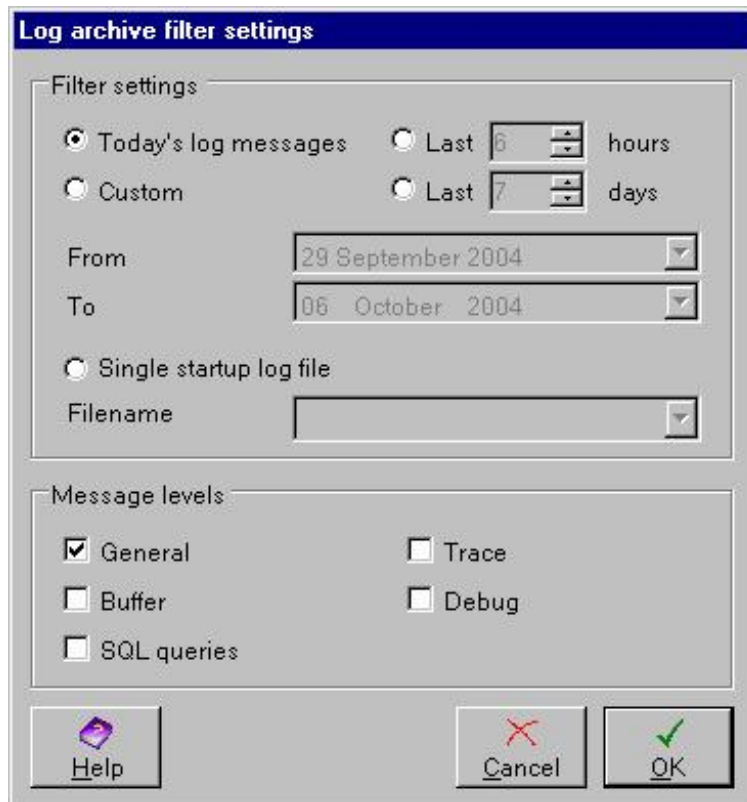 Log archive filter settings
Filter settings
Today's log messages Last 6 hours
Custom Last 7 days
From 29 September 2004
To 06 October 2004
Single startup log file
Filename
Message levels
General Trace
Buffer Debug
SQL queries
Help Cancel OK